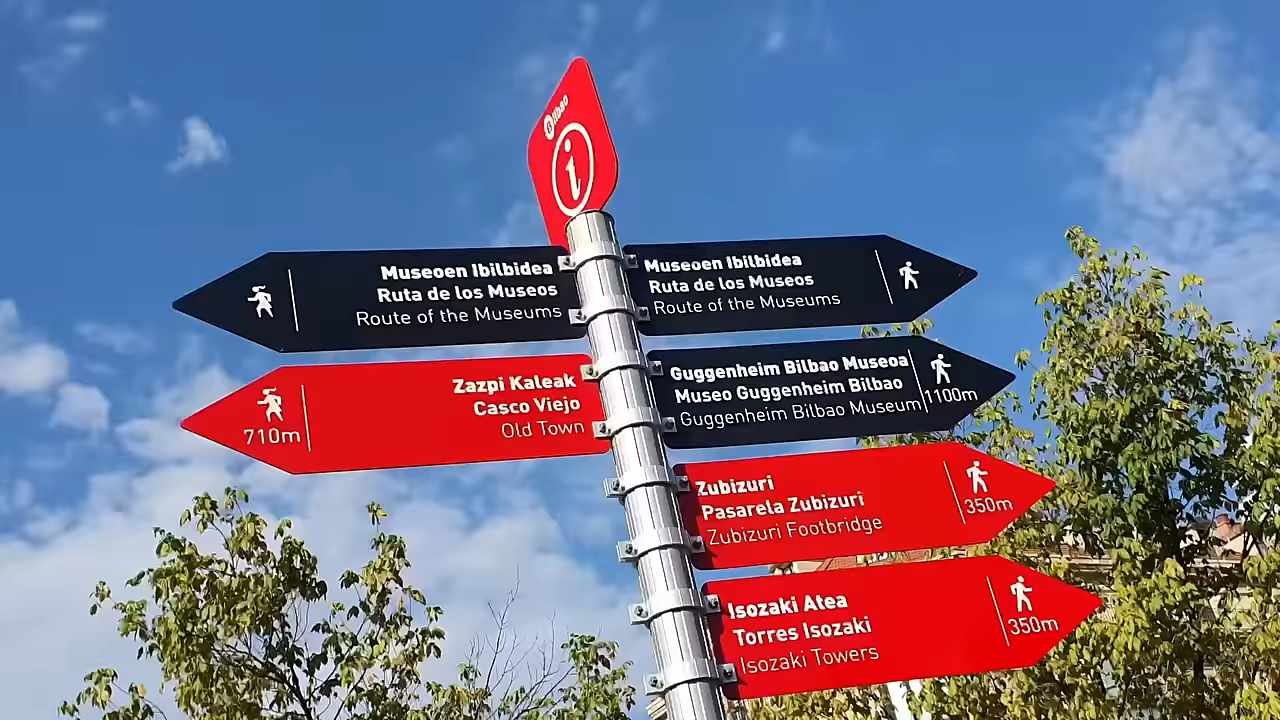 Bilbao
i
Museoen Ibilbidea
Ruta de los Museos
Route of the Museums
Museoen Ibilbidea
Ruta de los Museos
Route of the Museums
Zazpi Kaleak
Casco Viejo
Old Town
710m
Guggenheim Bilbao Museoa
Museo Guggenheim Bilbao
Guggenheim Bilbao Museum
1100m
Zubizuri
Pasarela Zubizuri
Zubizuri Footbridge
350m
Isozaki Atea
Torres Isozaki
Isozaki Towers
350m